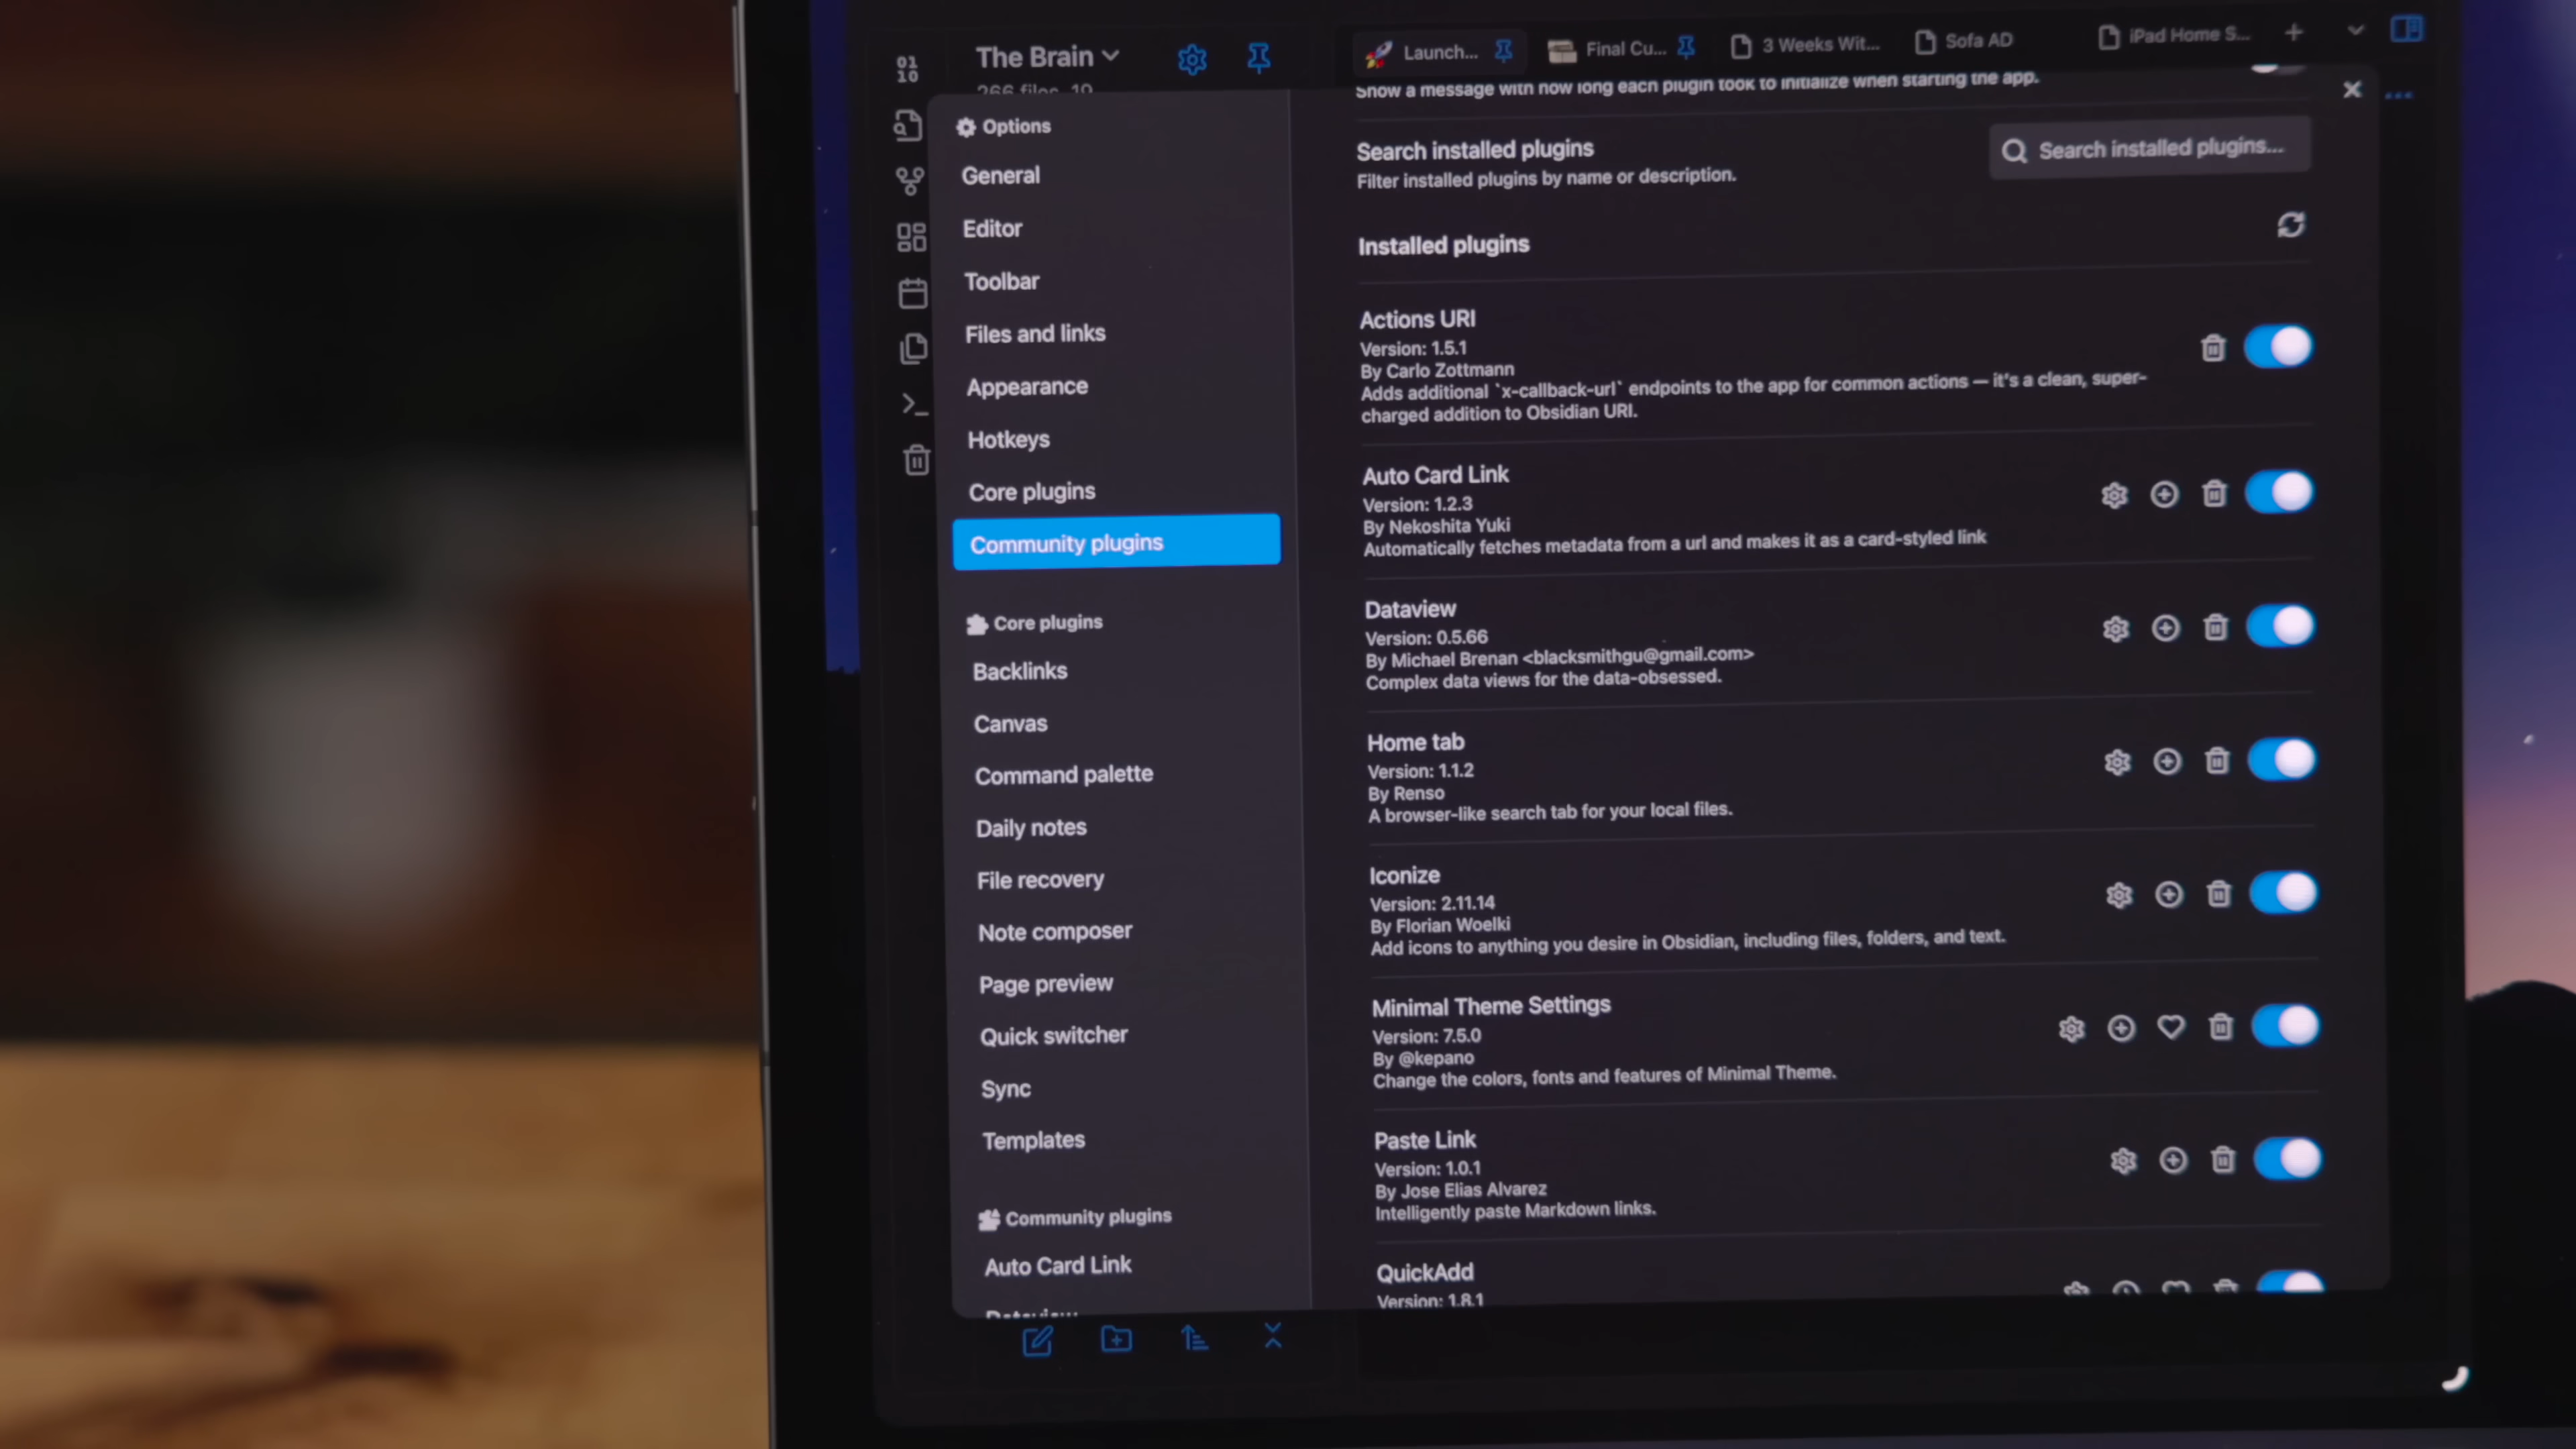 01
10
The Brain
266 files, 19
Launch...
Final Cu...
3 Weeks Wit...
Sofa AD
iPad Home S...
Options
General
Editor
Toolbar
Files and links
Appearance
Hotkeys
Core plugins
Community plugins
Core plugins
Backlinks
Canvas
Command palette
Daily notes
File recovery
Note composer
Page preview
Quick switcher
Sync
Templates
Community plugins
Auto Card Link
Dataview
Show a message with how long each plugin took to initialize when starting the app.
Search installed plugins
Filter installed plugins by name or description.
Search installed plugins...
Installed plugins
Actions URI
Version: 1.5.1
By Carlo Zottmann
Adds additional `x-callback-url` endpoints to the app for common actions — it's a clean, super-
charged addition to Obsidian URI.
Auto Card Link
Version: 1.2.3
By Nekoshita Yuki
Automatically fetches metadata from a url and makes it as a card-styled link
Dataview
Version: 0.5.66
By Michael Brenan <blacksmithgu@gmail.com>
Complex data views for the data-obsessed.
Home tab
Version: 1.1.2
By Renso
A browser-like search tab for your local files.
Iconize
Version: 2.11.14
By Florian Woelki
Add icons to anything you desire in Obsidian, including files, folders, and text.
Minimal Theme Settings
Version: 7.5.0
By @kepano
Change the colors, fonts and features of Minimal Theme.
Paste Link
Version: 1.0.1
By Jose Elias Alvarez
Intelligently paste Markdown links.
QuickAdd
Version: 1.8.1